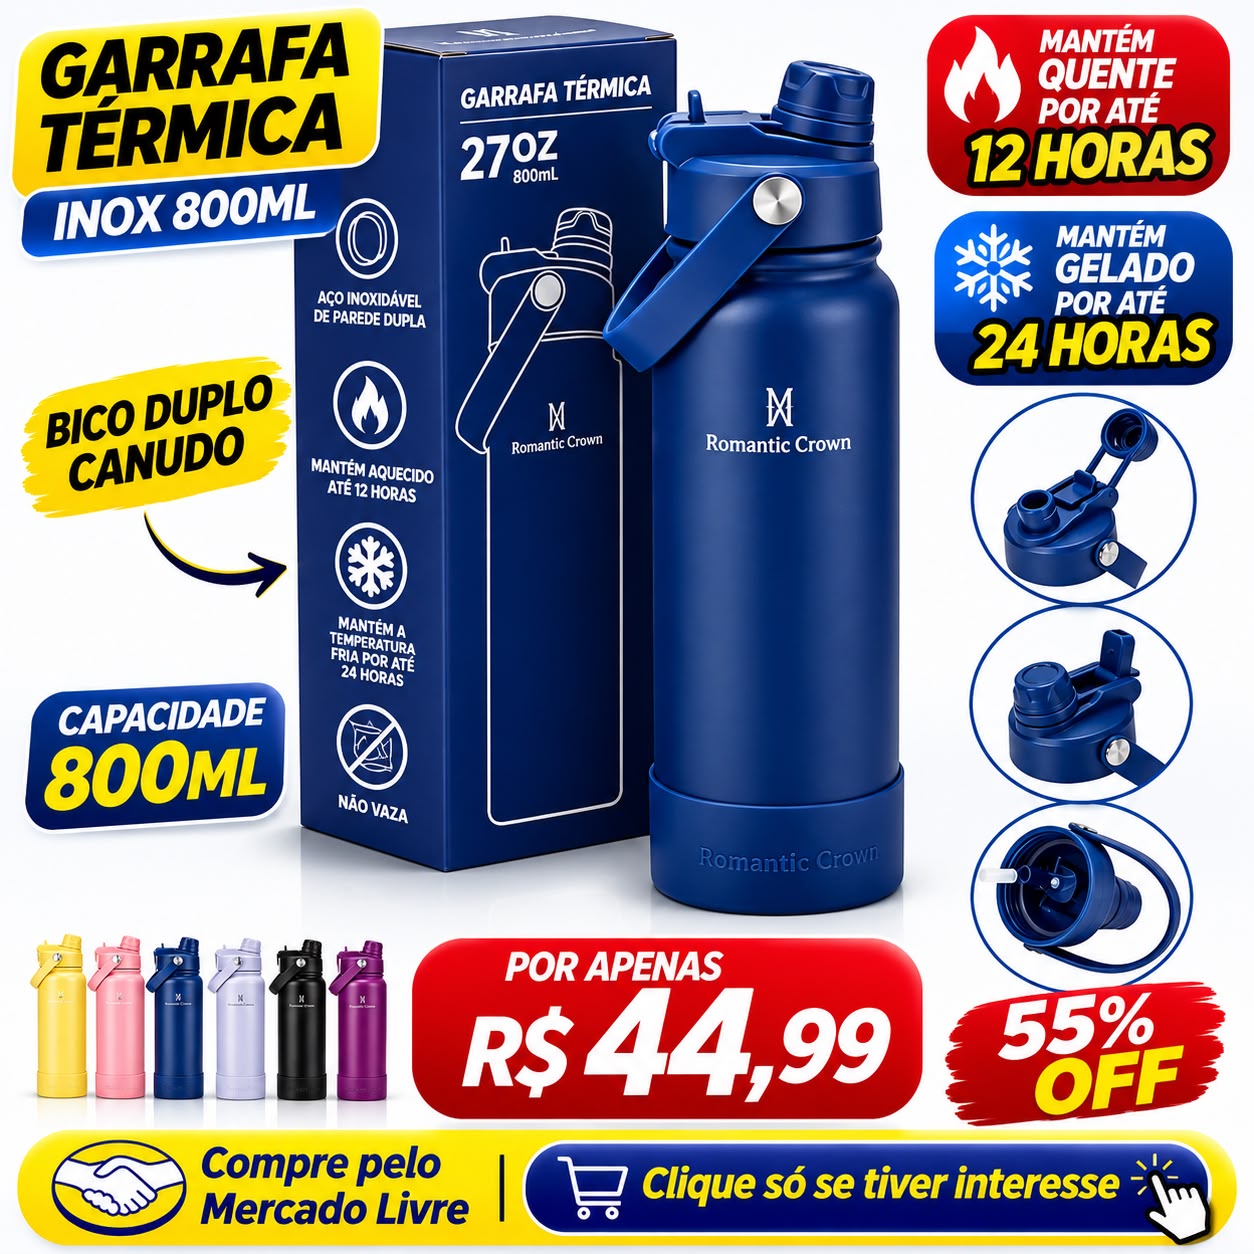 GARRAFA
TÉRMICA
INOX 800ML
BICO DUPLO
CANUDO
CAPACIDADE
800ML
GARRAFA TÉRMICA
27 OZ
800mL
AÇO INOXIDÁVEL
DE PAREDE DUPLA
MANTÉM AQUECIDO
ATÉ 12 HORAS
MANTÉM A
TEMPERATURA
FRIA POR ATÉ
24 HORAS
NÃO VAZA
Romantic Crown
Romantic Crown
Romantic Crown
MANTÉM
QUENTE
POR ATÉ
12 HORAS
MANTÉM
GELADO
POR ATÉ
24 HORAS
POR APENAS
R$ 44,99
55%
OFF
Compre pelo
Mercado Livre
Clique só se tiver interesse